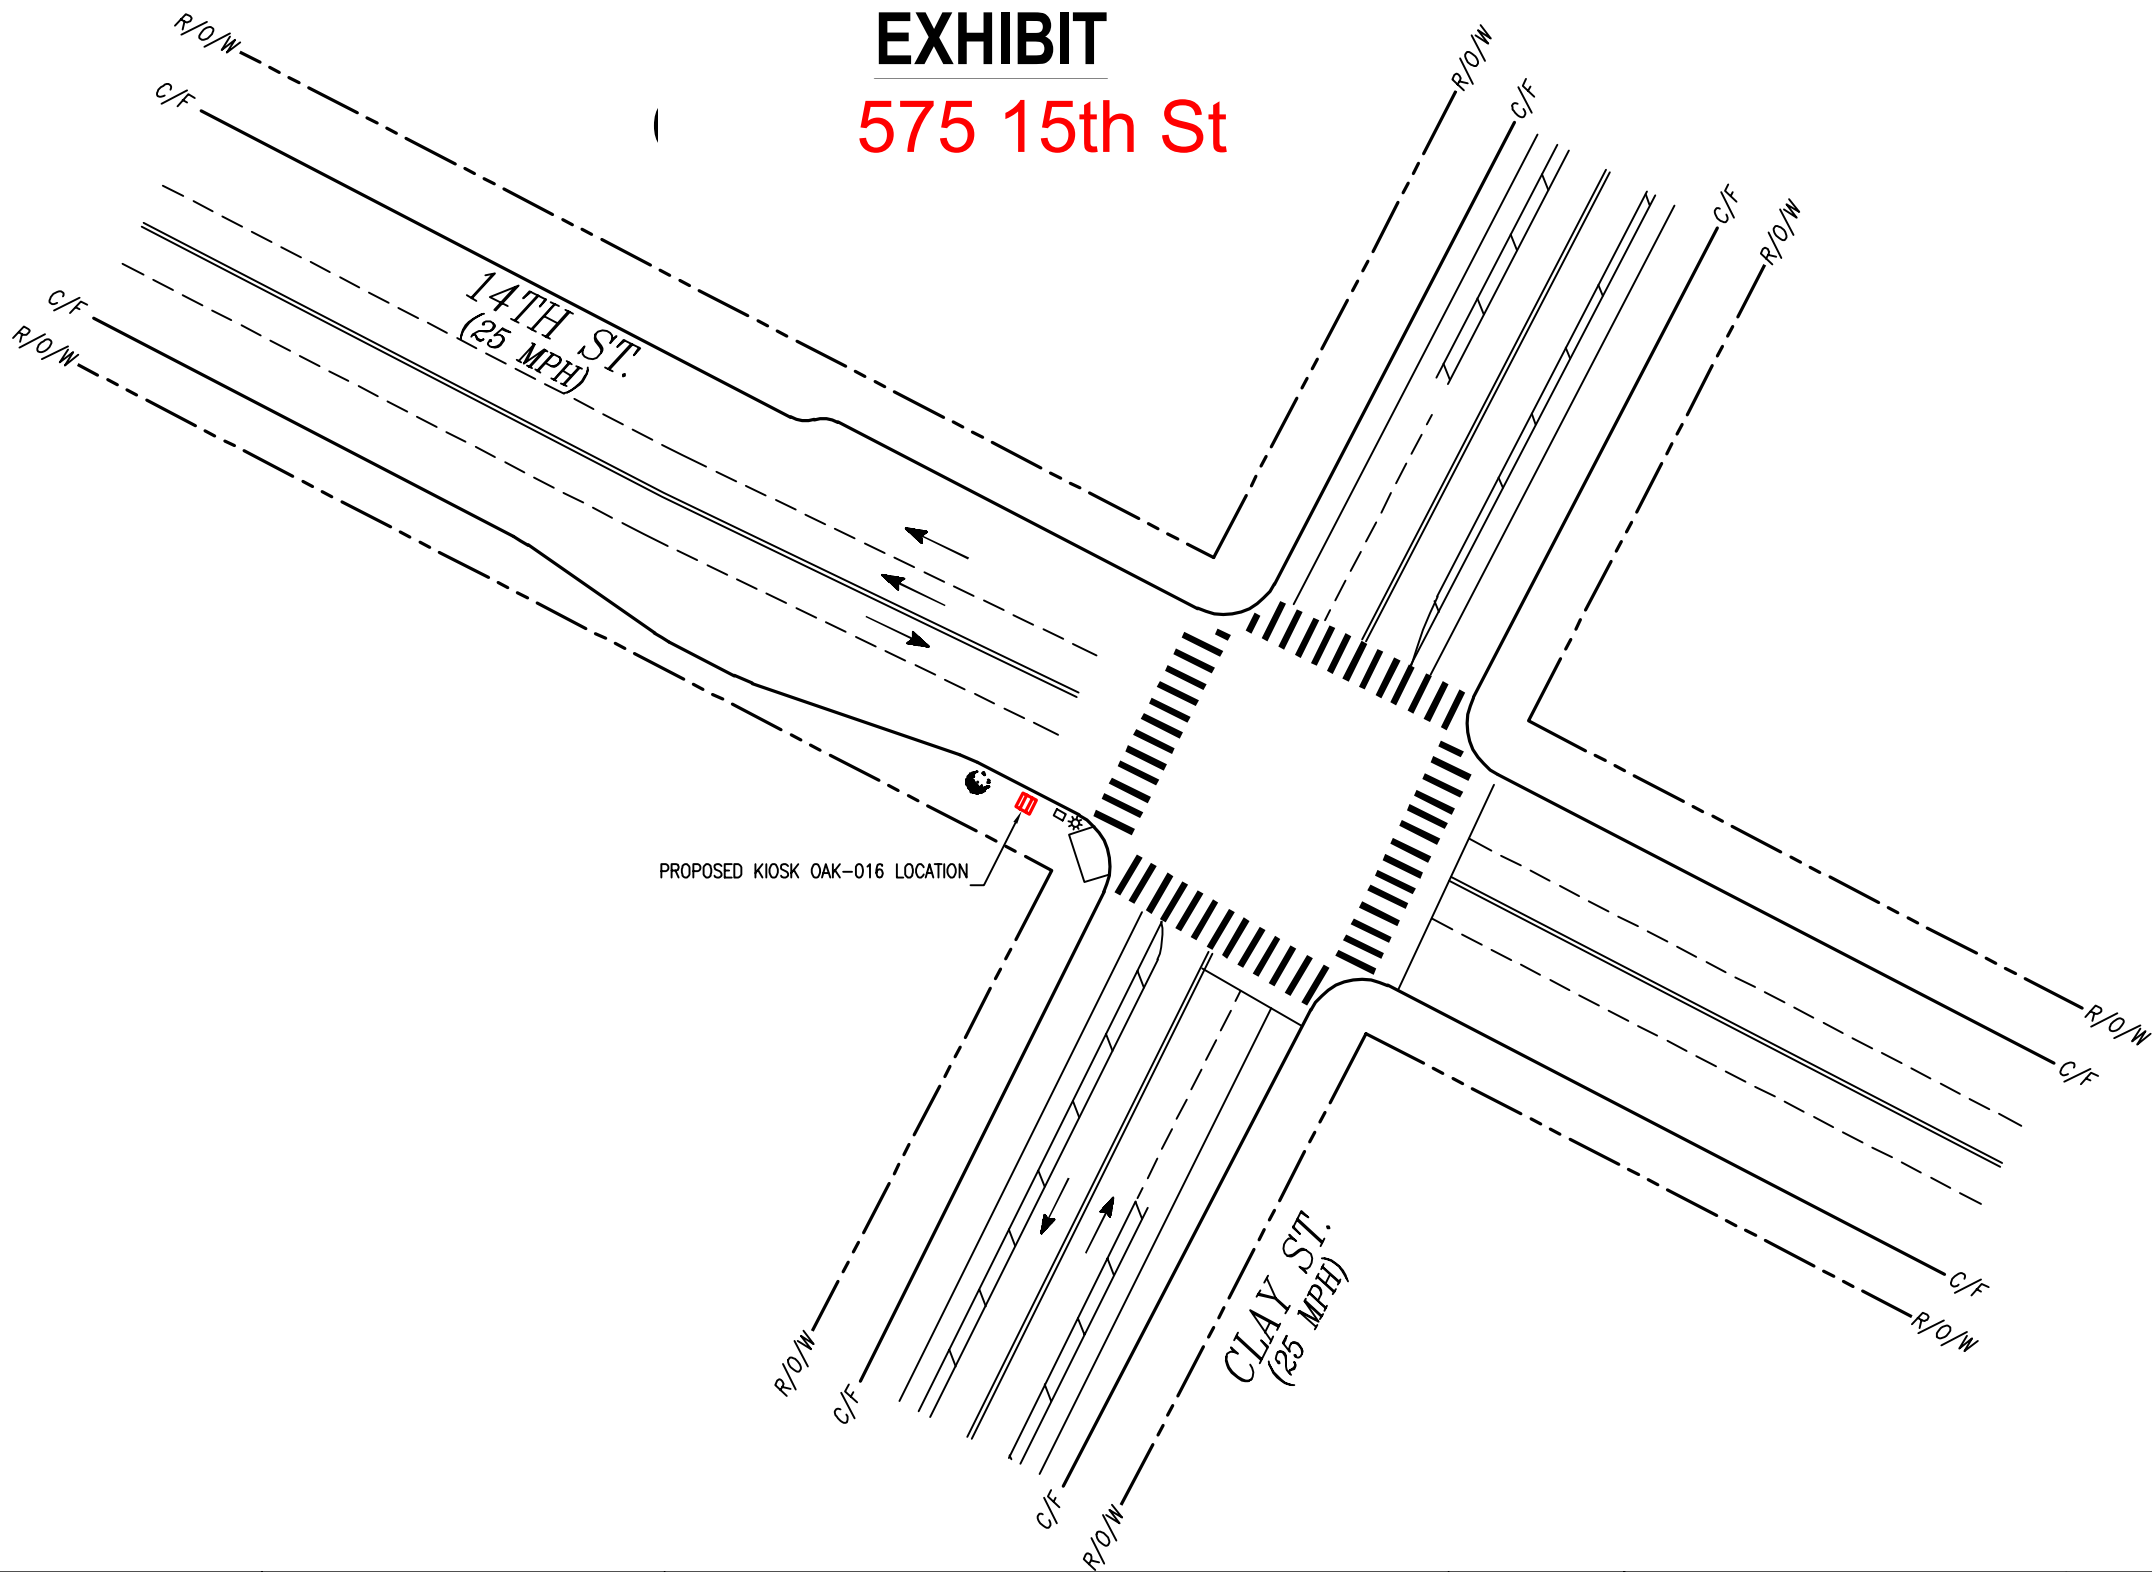 EXHIBIT
575 15th St
R/O/W
C/F
R/O/W
C/F
C/F
R/O/W
C/F
R/O/W
14TH ST.
(25 MPH)
PROPOSED KIOSK OAK-016 LOCATION
R/O/W
C/F
CLAY ST.
(25 MPH)
C/F
R/O/W
R/O/W
C/F
C/F
R/O/W